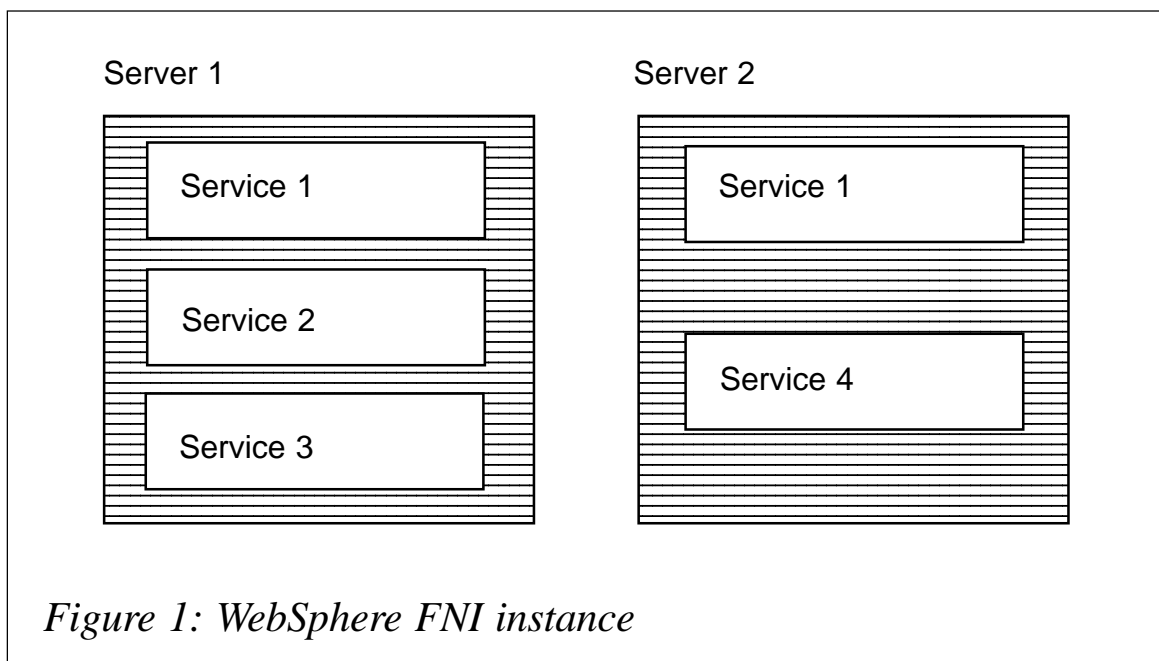 Server 1
Service 1
Service 2
Service 3
Server 2
Service 1
Service 4
Figure 1: WebSphere FNI instance